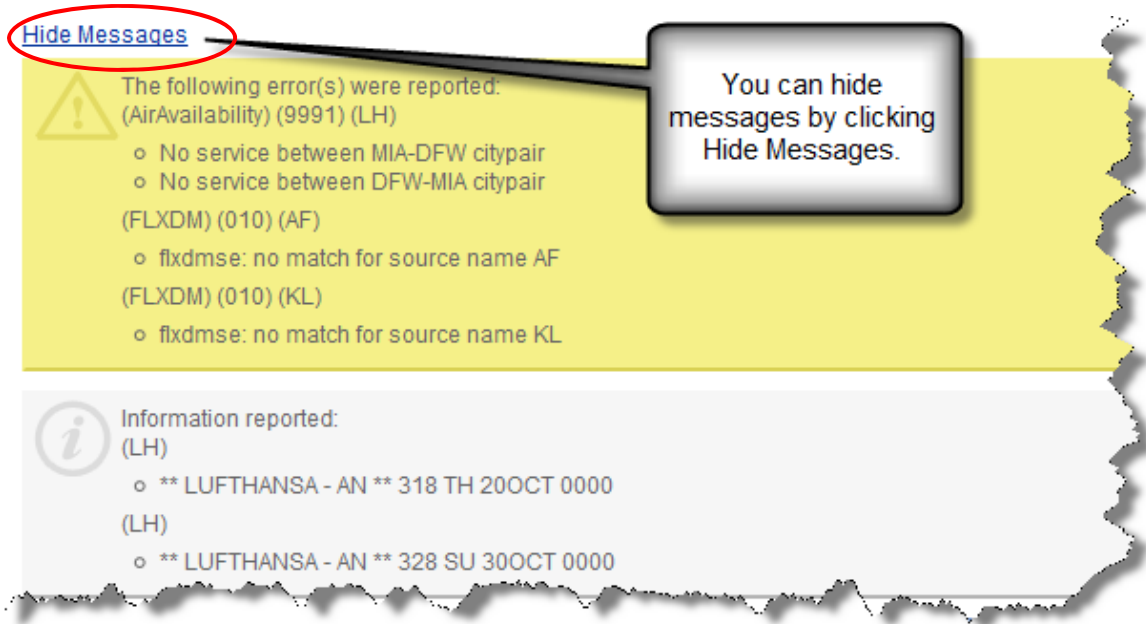 Hide Messages
The following error(s) were reported:
(AirAvailability) (9991) (LH)
No service between MIA-DFW citypair
No service between DFW-MIA citypair
(FLXDM) (010) (AF)
flxdmse: no match for source name AF
(FLXDM) (010) (KL)
flxdmse: no match for source name KL
You can hide
messages by clicking
Hide Messages.
Information reported:
(LH)
** LUFTHANSA - AN ** 318 TH 20OCT 0000
(LH)
** LUFTHANSA - AN ** 328 SU 30OCT 0000